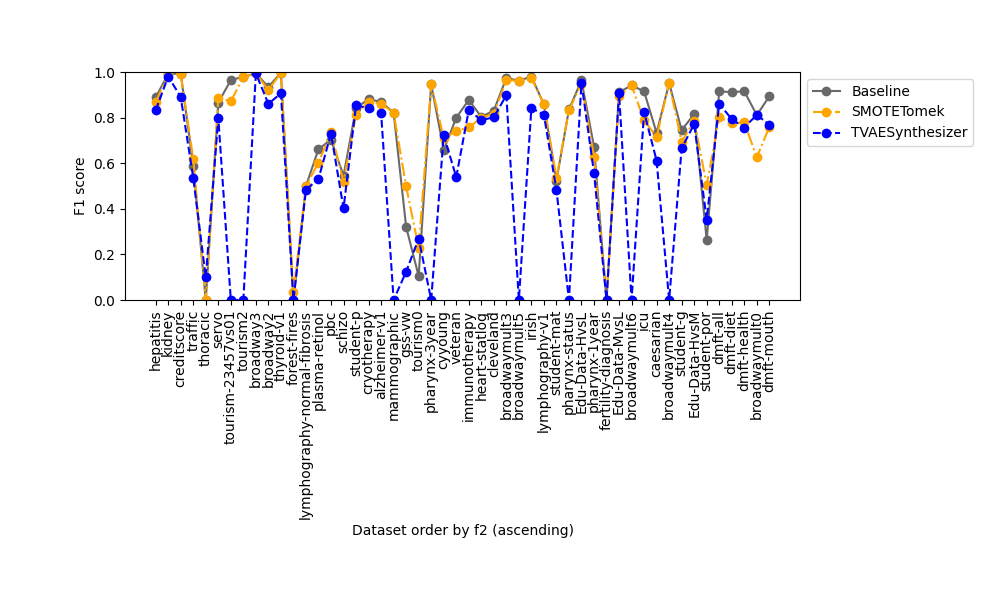 1.0
0.8
0.6
0.4
0.2
0.0
F1 score
Baseline
SMOTETomek
TVAESynthesizer
hepatitis
kidney
creditscore
traffic
thoracic
servo
tourism-23457vs01
tourism2
broadway3
broadway2
thyroid-v1
forest-fires
lymphography-normal-fibrosis
plasma-retinol
pbc
schizo
student-p
cryotherapy
alzheimer-v1
mammographic
gss-vw
tourism0
pharynx-3year
cyyoung
veteran
immunotherapy
heart-statlog
cleveland
broadwaymult3
broadwaymult5
irish
lymphography-v1
student-mat
pharynx-status
Edu-Data-HvsL
pharynx-1year
fertility-diagnosis
Edu-Data-MvsL
broadwaymult6
icu
caesarian
broadwaymult4
student-g
Edu-Data-HvsM
student-por
dmft-all
dmft-diet
dmft-health
broadwaymult0
dmft-mouth
Dataset order by f2 (ascending)